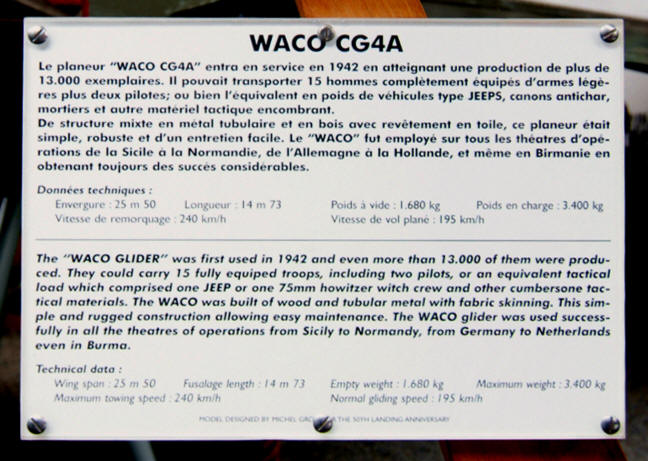 WACO CG4A
Le planeur "WACO CG4A" entra en service en 1942 en atteignant une production de plus de
13.000 exemplaires. Il pouvait transporter 15 hommes complètement équipés d'armes légè-
res plus deux pilotes; ou bien l'équivalent en poids de véhicules type JEEPS, canons antichar,
mortiers et autre matériel tactique encombrant.
De structure mixte en métal tubulaire et en bois avec revêtement en toile, ce planeur était
simple, robuste et d'un entretien facile. Le "WACO" fut employé sur tous les théatres d'opé-
rations de la Sicile à la Normandie, de l'Allemagne à la Hollande, et même en Birmanie en
obtenant toujours des succés considérables.
Données techniques :
Envergure : 25 m 50 Longueur : 14 m 73 Poids à vide : 1.680 kg Poids en charge : 3.400 kg
Vitesse de remorquage : 240 km/h Vitesse de vol plané : 195 km/h
The "WACO GLIDER" was first used in 1942 and even more than 13.000 of them were produ-
ced. They could carry 15 fully equiped troops, including two pilots, or an equivalent tactical
load which comprised one JEEP or one 75mm howitzer witch crew and other cumbersone tac-
tical materials. The WACO was built of wood and tubular metal with fabric skinning. This sim-
ple and rugged construction allowing easy maintenance. The WACO glider was used success-
fully in all the theatres of operations from Sicily to Normandy, from Germany to Netherlands
even in Burma.
Technical data :
Wing span : 25 m 50 Fusalage length : 14 m 73 Empty weight : 1.680 kg Maximum weight : 3.400 kg
Maximum towing speed : 240 km/h Normal gliding speed : 195 km/h
MODEL DESIGNED BY MICHEL THE 50TH LANDING ANNIVERSARY